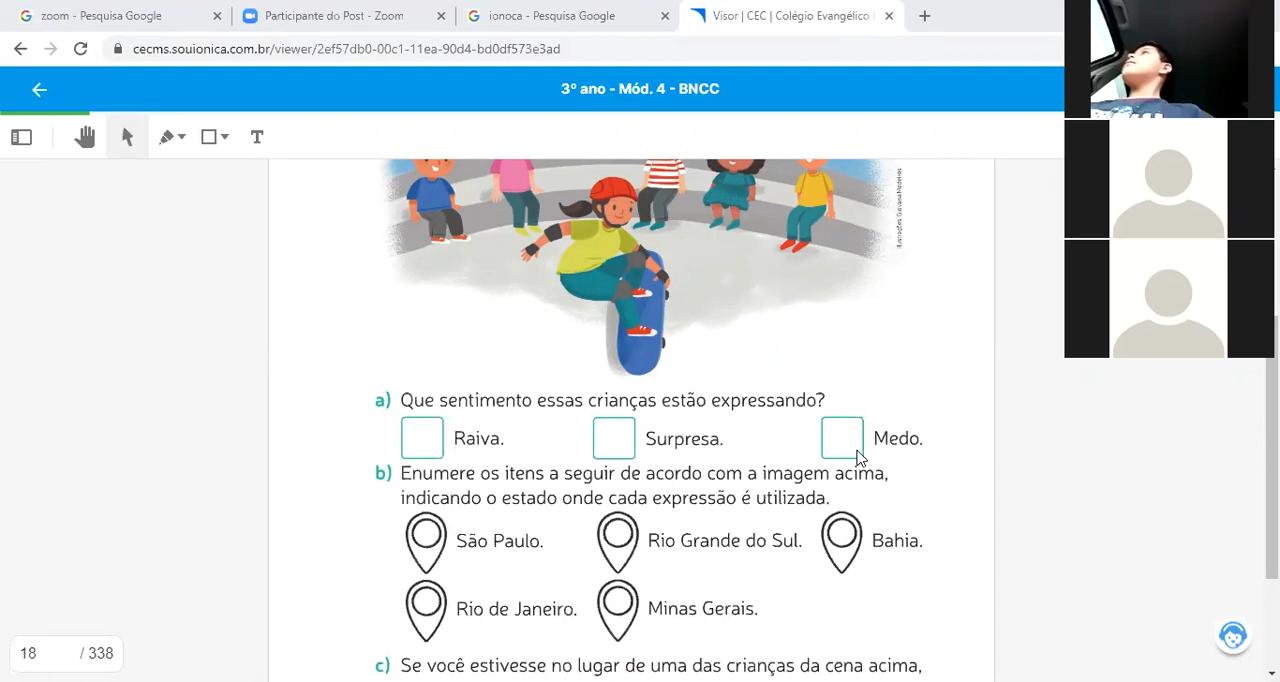 zoom - Pesquisa Google
Participante do Post - Zoom
ionoca - Pesquisa Google
Visor | CEC | Colégio Evangélico
cecms.souionica.com.br/viewer/2ef57db0-00c1-11ea-90d4-bd0df573e3ad
3º ano - Mód. 4 - BNCC
T
Ilustrações: Giovana Medeiros
a) Que sentimento essas crianças estão expressando?
Raiva. Surpresa. Medo.
b) Enumere os itens a seguir de acordo com a imagem acima,
indicando o estado onde cada expressão é utilizada.
São Paulo. Rio Grande do Sul. Bahia.
Rio de Janeiro. Minas Gerais.
c) Se você estivesse no lugar de uma das crianças da cena acima,
18 / 338